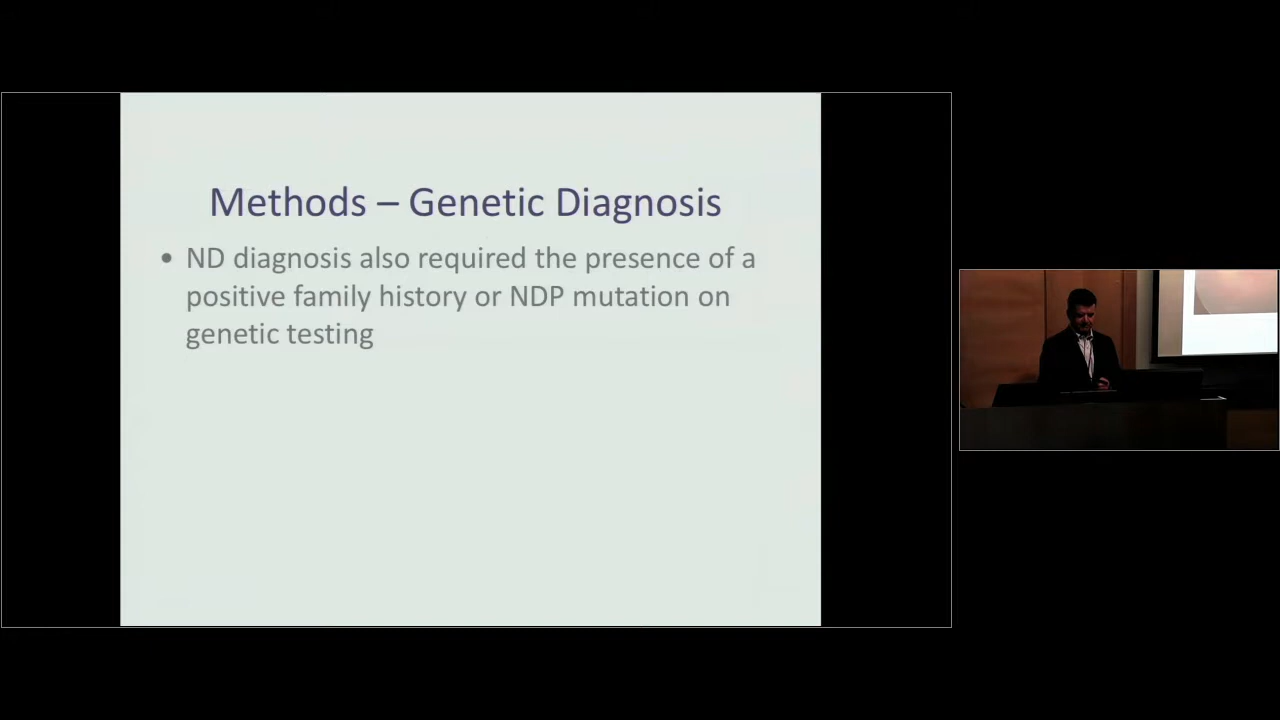 Methods – Genetic Diagnosis
• ND diagnosis also required the presence of a
positive family history or NDP mutation on
genetic testing